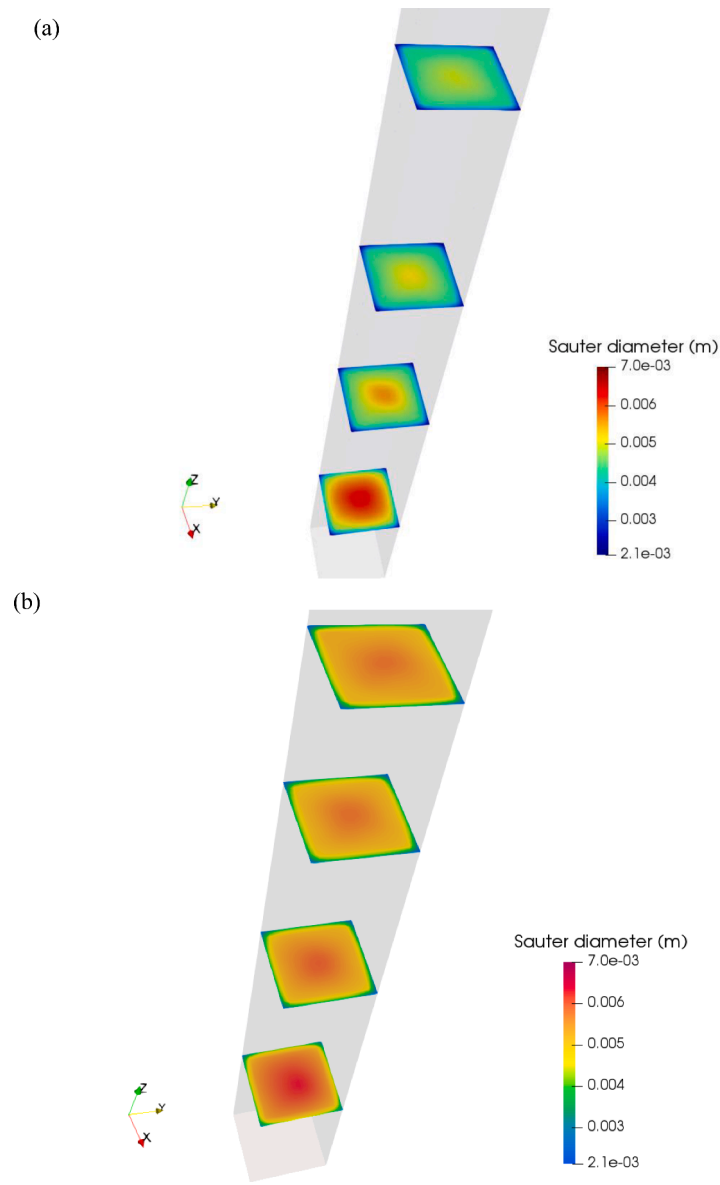 (a)
Sauter diameter (m)
7.0e-03
0.006
0.005
0.004
0.003
2.1e-03
Z
Y
X
(b)
Sauter diameter (m)
7.0e-03
0.006
0.005
0.004
0.003
2.1e-03
Z
Y
X